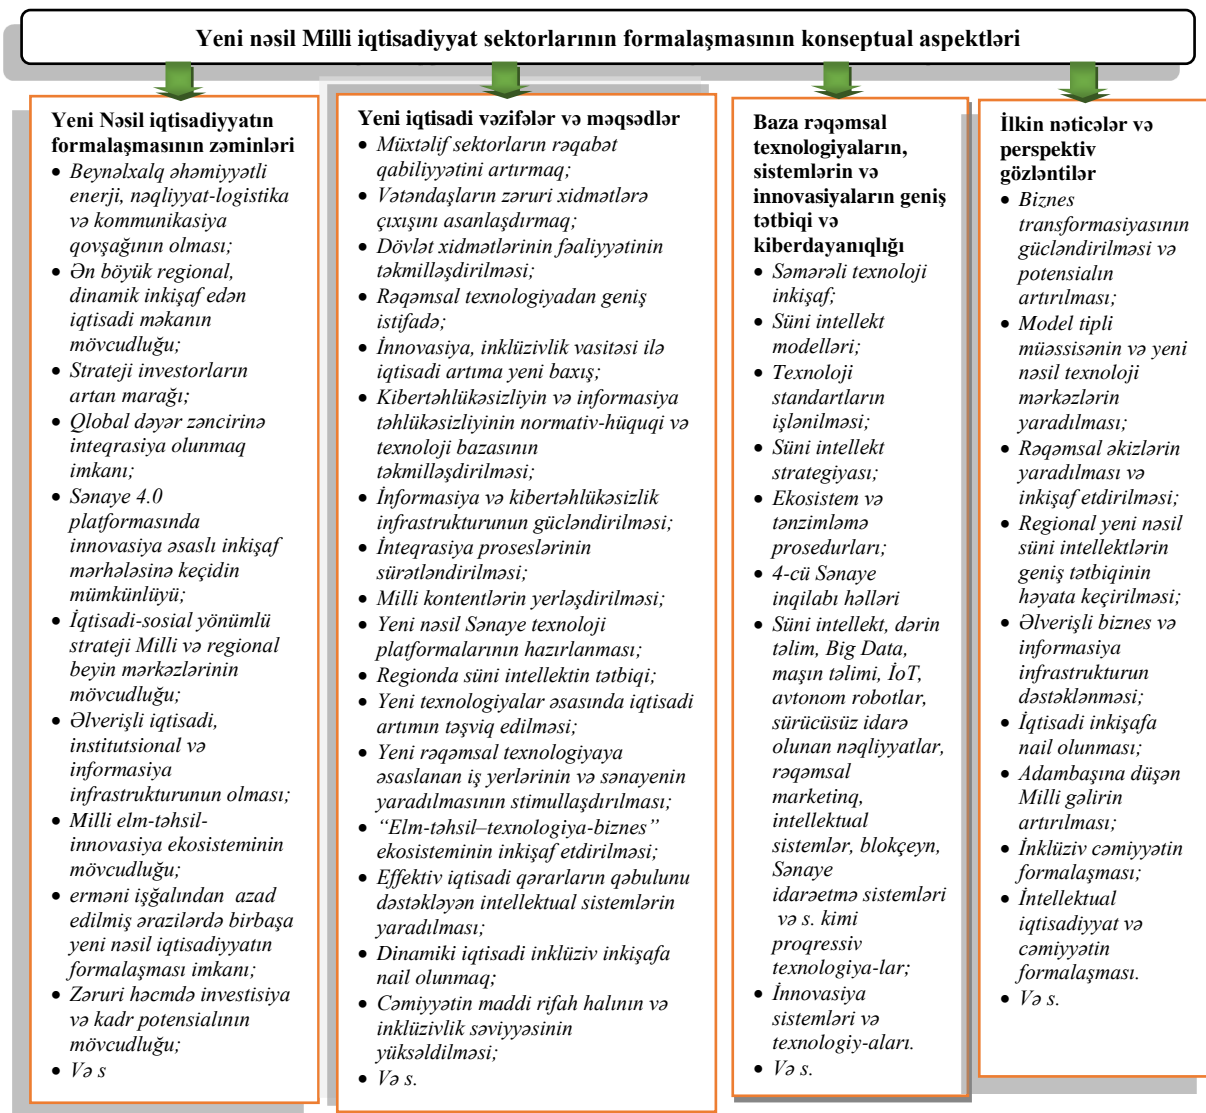 Yeni nəsil Milli iqtisadiyyat sektorlarının formalaşmasının konseptual aspektləri
Yeni Nəsil iqtisadiyyatın
formalaşmasının zəminləri
• Beynəlxalq əhəmiyyətli
enerji, nəqliyyat-logistika
və kommunikasiya
qovşağının olması;
• Ən böyük regional,
dinamik inkişaf edən
iqtisadi məkanın
mövcudluğu;
• Strateji investorların
artan marağı;
• Qlobal dəyər zəncirinə
inteqrasiya olunmaq
imkanı;
• Sənaye 4.0
platformasında
innovasiya əsaslı inkişaf
mərhələsinə keçidin
mümkünlüyü;
• İqtisadi-sosial yönümlü
strateji Milli və regional
beyin mərkəzlərinin
mövcudluğu;
• Əlverişli iqtisadi,
institutsional və
informasiya
infrastrukturunun olması;
• Milli elm-təhsil-
innovasiya ekosisteminin
mövcudluğu;
• erməni işğalından azad
edilmiş ərazilərdə birbaşa
yeni nəsil iqtisadiyyatın
formalaşması imkanı;
• Zəruri həcmdə investisiya
və kadr potensialının
mövcudluğu;
• Və s
Yeni iqtisadi vəzifələr və məqsədlər
• Müxtəlif sektorların rəqabət
qabiliyyətini artırmaq;
• Vətəndaşların zəruri xidmətlərə
çıxışını asanlaşdırmaq;
• Dövlət xidmətlərinin fəaliyyətinin
təkmilləşdirilməsi;
• Rəqəmsal texnologiyadan geniş
istifadə;
• İnnovasiya, inklüzivlik vasitəsi ilə
iqtisadi artıma yeni baxış;
• Kibertəhlükəsizliyin və informasiya
təhlükəsizliyinin normativ-hüquqi və
texnoloji bazasının
təkmilləşdirilməsi;
• İnformasiya və kibertəhlükəsizlik
infrastrukturunun gücləndirilməsi;
• İnteqrasiya proseslərinin
sürətləndirilməsi;
• Milli kontentlərin yerləşdirilməsi;
• Yeni nəsil Sənaye texnoloji
platformalarının hazırlanması;
• Regionda süni intellektin tətbiqi;
• Yeni texnologiyalar əsasında iqtisadi
artımın təşviq edilməsi;
• Yeni rəqəmsal texnologiyaya
əsaslanan iş yerlərinin və sənayenin
yaradılmasının stimullaşdırılması;
• “Elm-təhsil–texnologiya-biznes”
ekosisteminin inkişaf etdirilməsi;
• Effektiv iqtisadi qərarların qəbulunu
dəstəkləyən intellektual sistemlərin
yaradılması;
• Dinamiki iqtisadi inklüziv inkişafa
nail olunmaq;
• Cəmiyyətin maddi rifah halının və
inklüzivlik səviyyəsinin
yüksəldilməsi;
• Və s.
Baza rəqəmsal
texnologiyaların,
sistemlərin və
innovasiyaların geniş
tətbiqi və
kiberdayanıqlığı
• Səmərəli texnoloji
inkişaf;
• Süni intellekt
modelləri;
• Texnoloji
standartların
işlənilməsi;
• Süni intellekt
strategiyası;
• Ekosistem və
tənzimləmə
prosedurları;
• 4-cü Sənaye
inqilabı həlləri
• Süni intellekt, dərin
təlim, Big Data,
maşın təlimi, İoT,
avtonom robotlar,
sürücüsüz idarə
olunan nəqliyyatlar,
rəqəmsal
marketinq,
intellektual
sistemlər, blokçeyn,
Sənaye
idarəetmə sistemləri
və s. kimi
proqressiv
texnologiya-lar;
• İnnovasiya
sistemləri və
texnologiy-aları.
• Və s.
İlkin nəticələr və
perspektiv
gözləntilər
• Biznes
transformasiyasının
gücləndirilməsi və
potensialın
artırılması;
• Model tipli
müəssisənin və yeni
nəsil texnoloji
mərkəzlərin
yaradılması;
• Rəqəmsal əkizlərin
yaradılması və
inkişaf etdirilməsi;
• Regional yeni nəsil
süni intellektlərin
geniş tətbiqinin
həyata keçirilməsi;
• Əlverişli biznes və
informasiya
infrastrukturun
dəstəklənməsi;
• İqtisadi inkişafa
nail olunması;
• Adambaşına düşən
Milli gəlirin
artırılması;
• İnklüziv cəmiyyətin
formalaşması;
• İntellektual
iqtisadiyyat və
cəmiyyətin
formalaşması.
• Və s.